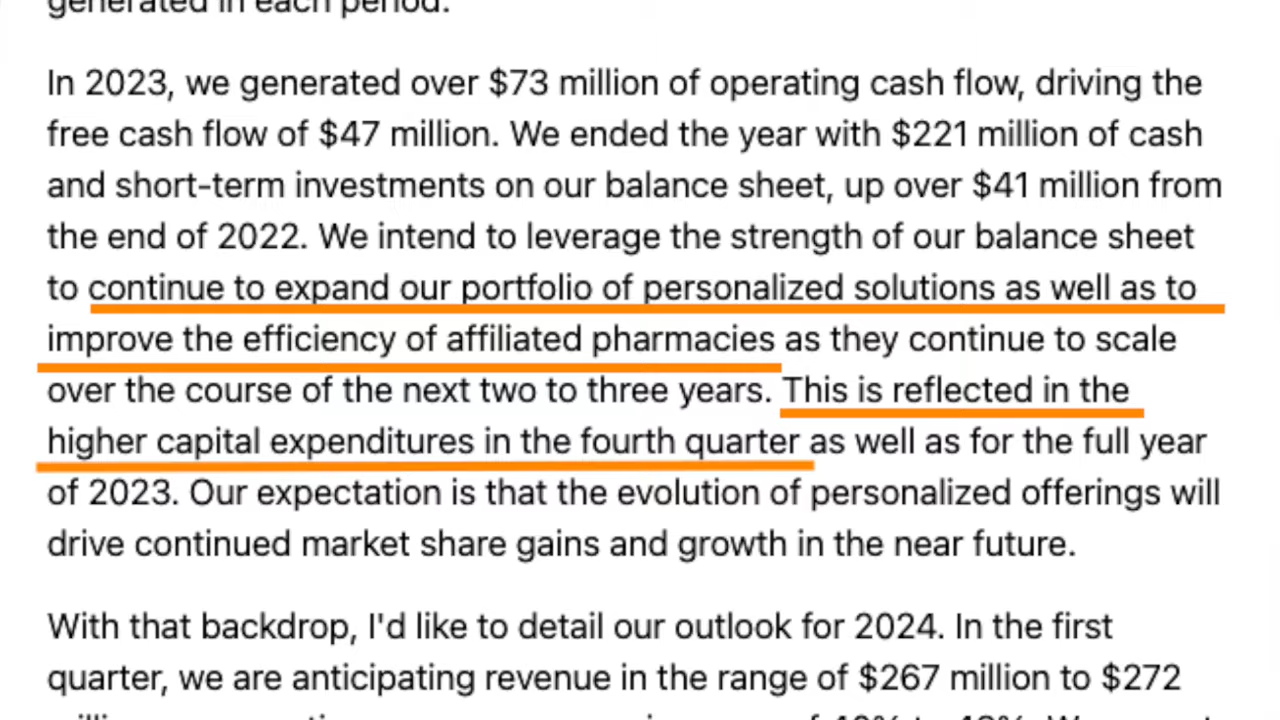 generated in each period.
In 2023, we generated over $73 million of operating cash flow, driving the
free cash flow of $47 million. We ended the year with $221 million of cash
and short-term investments on our balance sheet, up over $41 million from
the end of 2022. We intend to leverage the strength of our balance sheet
to continue to expand our portfolio of personalized solutions as well as to
improve the efficiency of affiliated pharmacies as they continue to scale
over the course of the next two to three years. This is reflected in the
higher capital expenditures in the fourth quarter as well as for the full year
of 2023. Our expectation is that the evolution of personalized offerings will
drive continued market share gains and growth in the near future.
With that backdrop, I'd like to detail our outlook for 2024. In the first
quarter, we are anticipating revenue in the range of $267 million to $272